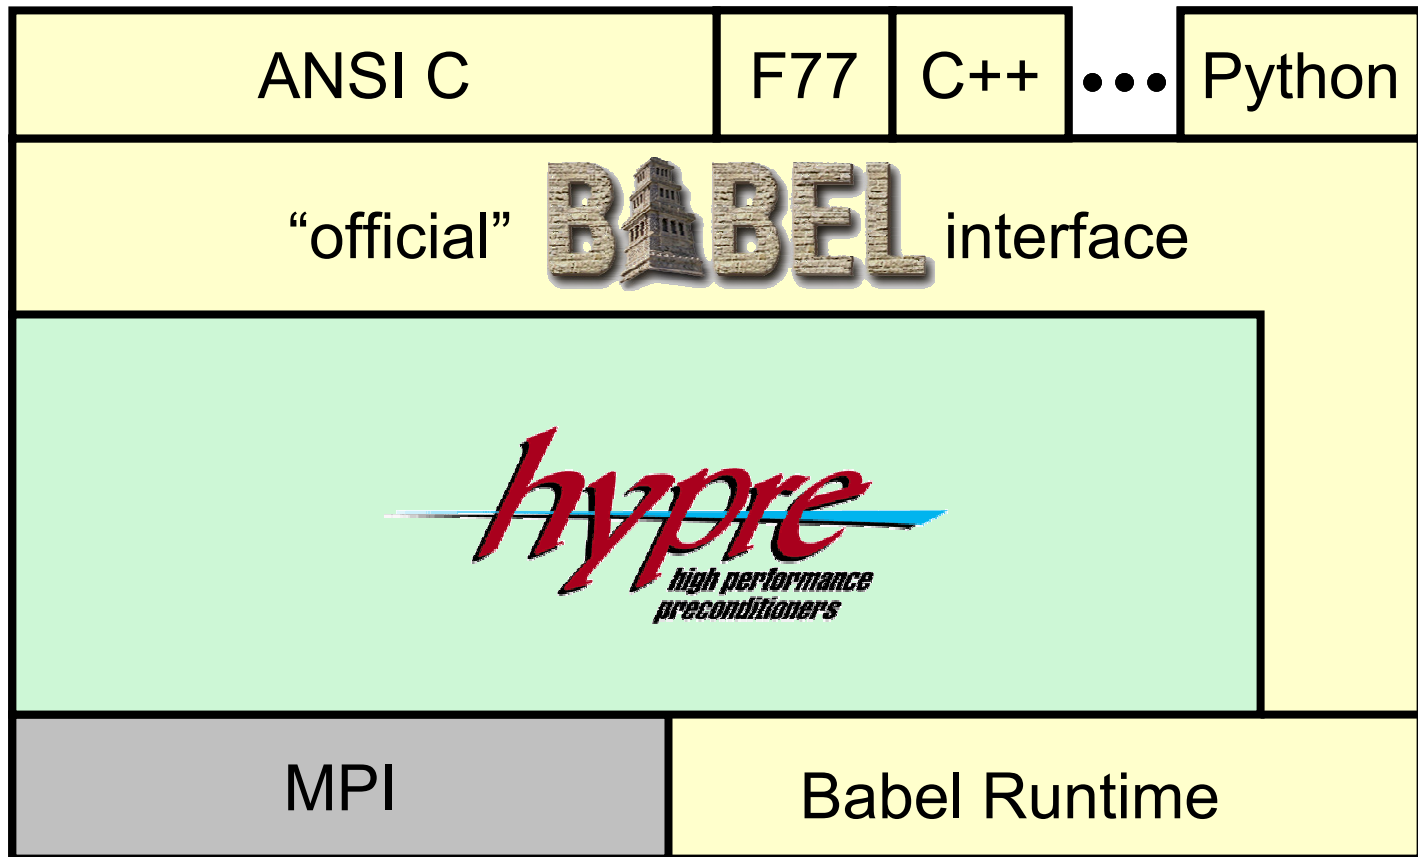 ANSI C F77 C++ ••• Python
“official” BABEL interface
hypre
high performance
preconditioners
MPI Babel Runtime